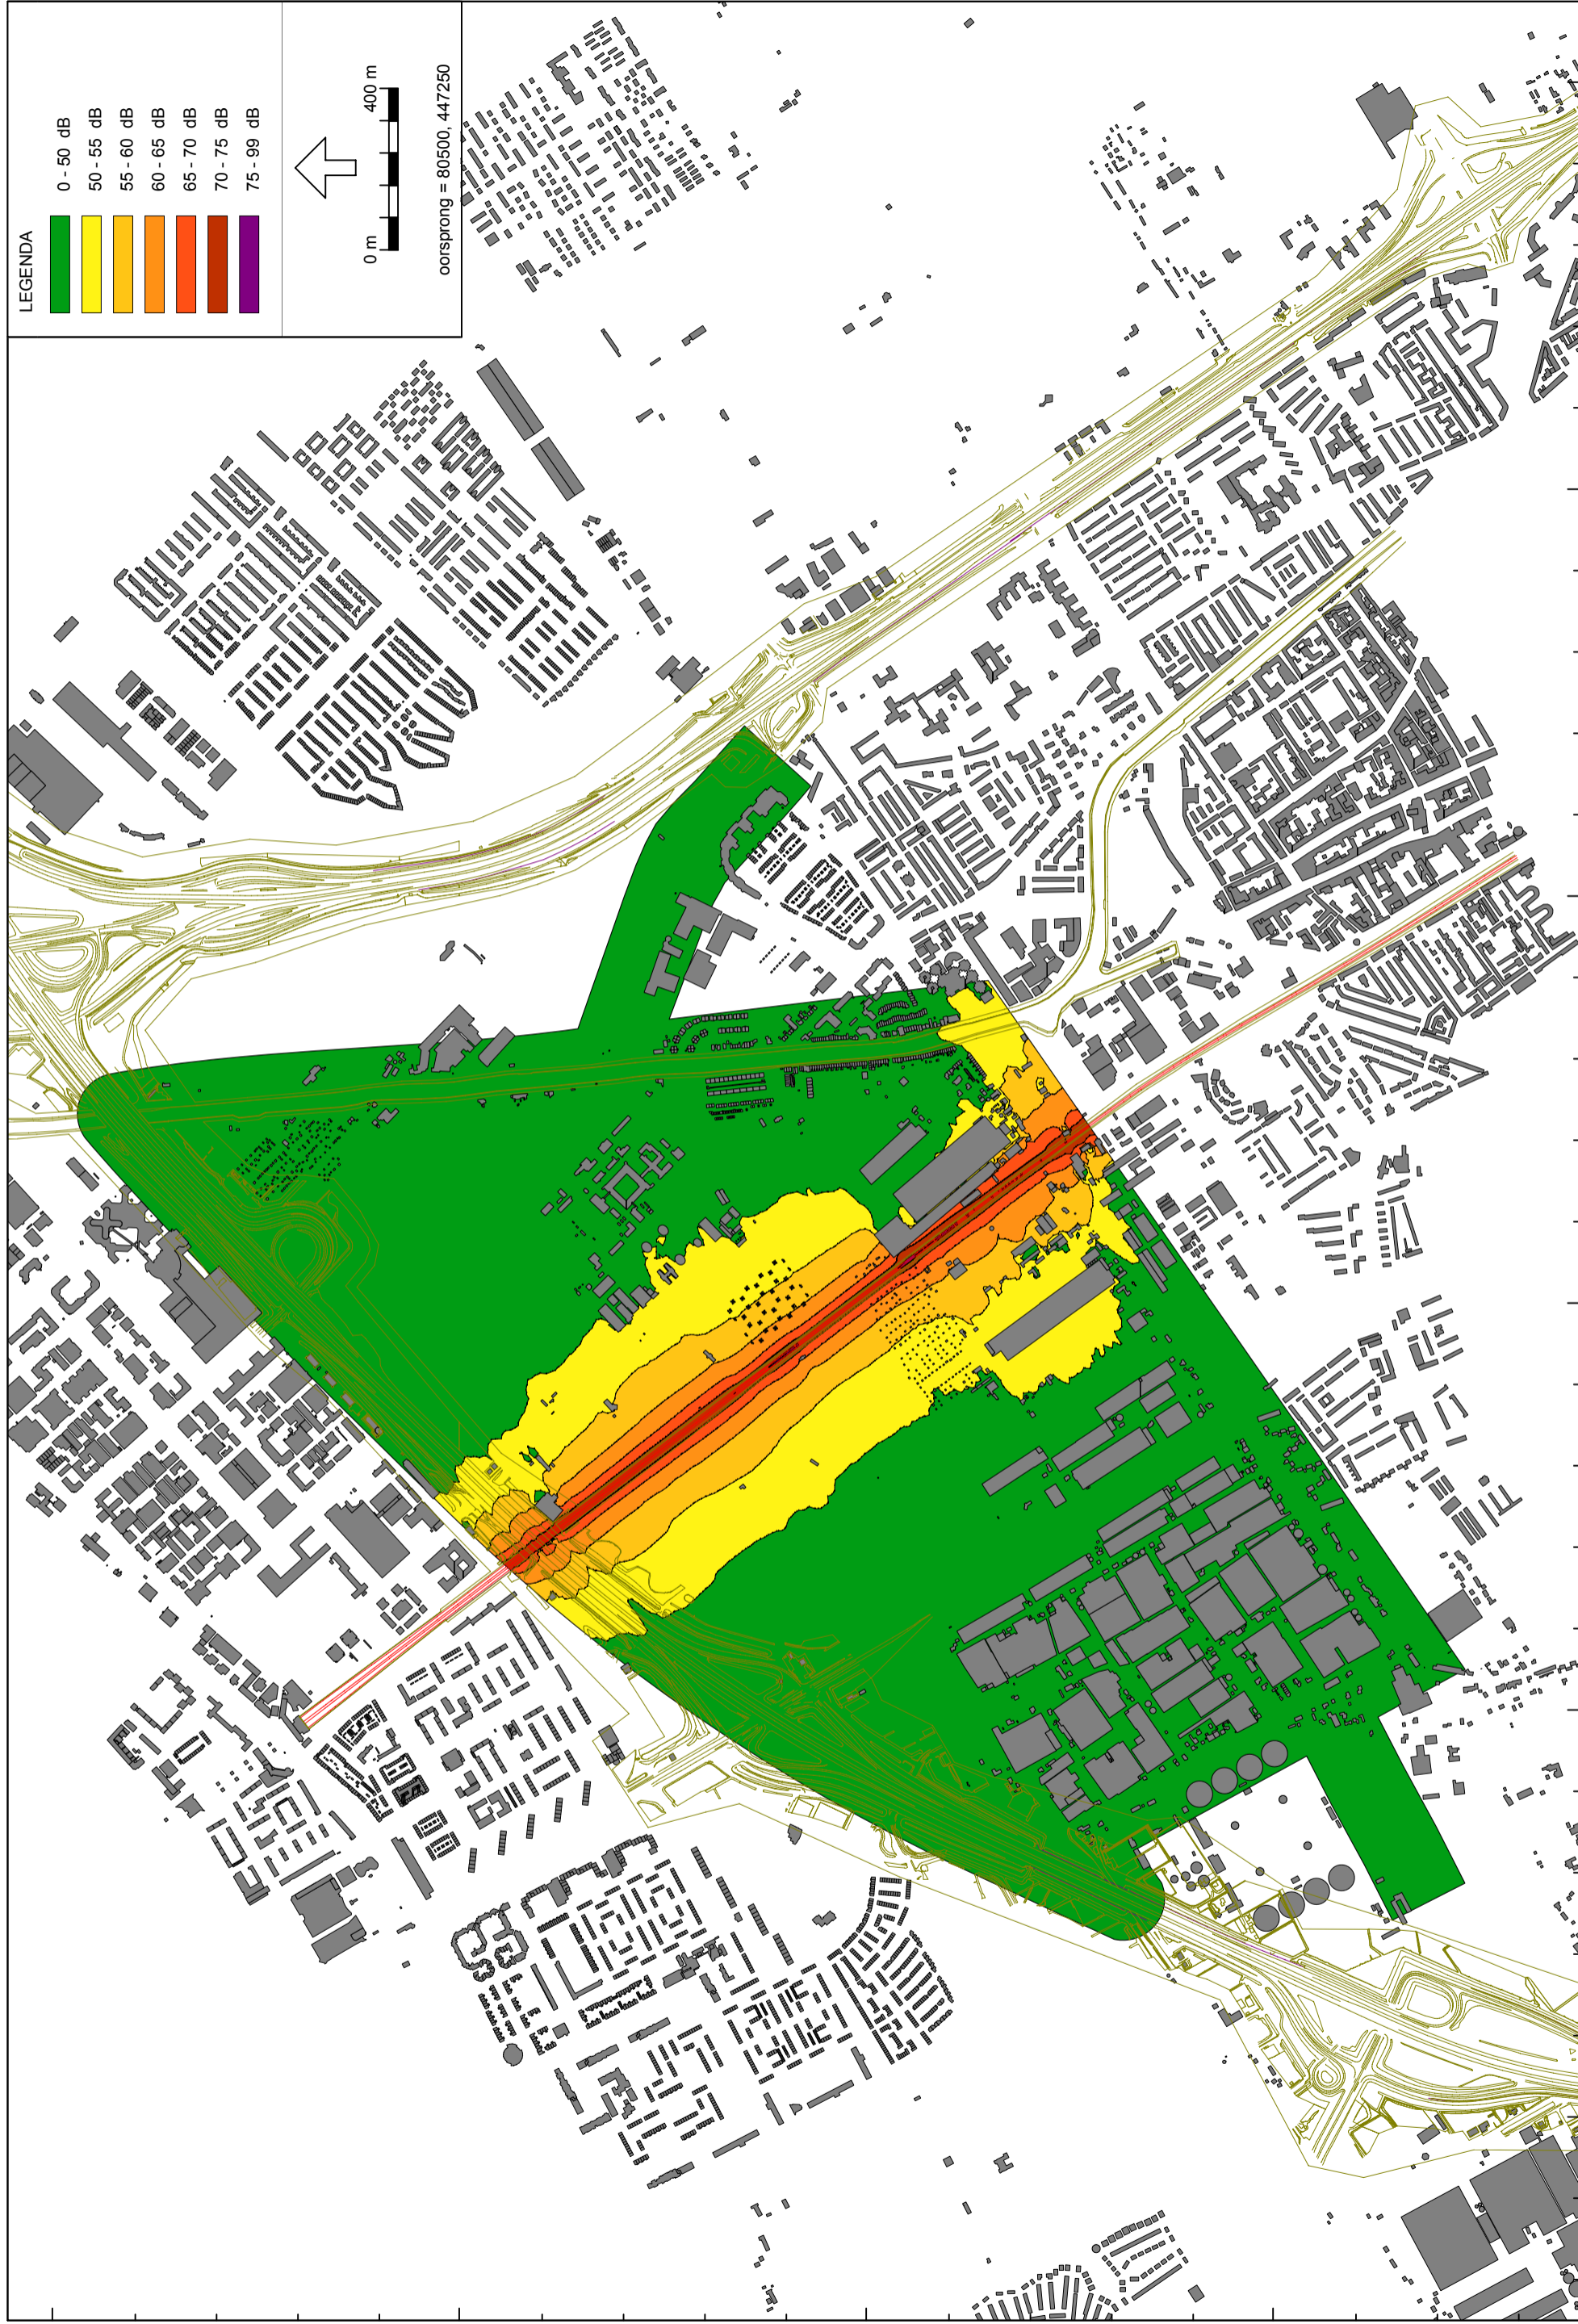 LEGENDA
0 - 50 dB
50 - 55 dB
55 - 60 dB
60 - 65 dB
65 - 70 dB
70 - 75 dB
75 - 99 dB
0 m 400 m
oorsprong = 80500, 447250